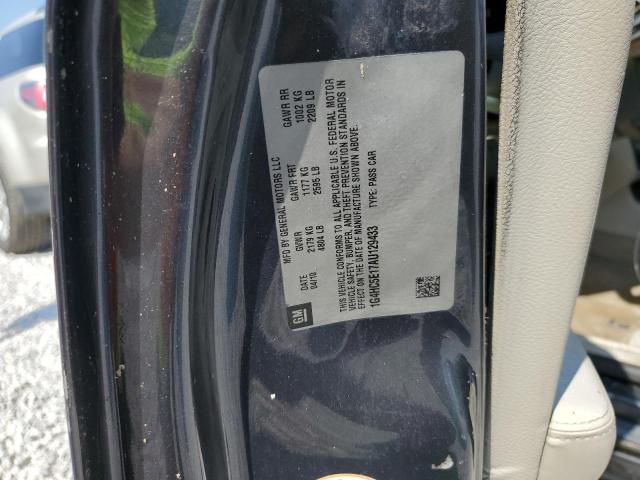 MFD BY GENERAL MOTORS LLC
DATE GVWR GAWR FRT GAWR RR
04/10 2179 KG 1177 KG 1002 KG
4804 LB 2595 LB 2209 LB
THIS VEHICLE CONFORMS TO ALL APPLICABLE U.S. FEDERAL MOTOR
VEHICLE SAFETY, BUMPER, AND THEFT PREVENTION STANDARDS IN
EFFECT ON THE DATE OF MANUFACTURE SHOWN ABOVE.
1G4HC5E17AU129433 TYPE: PASS CAR
GM